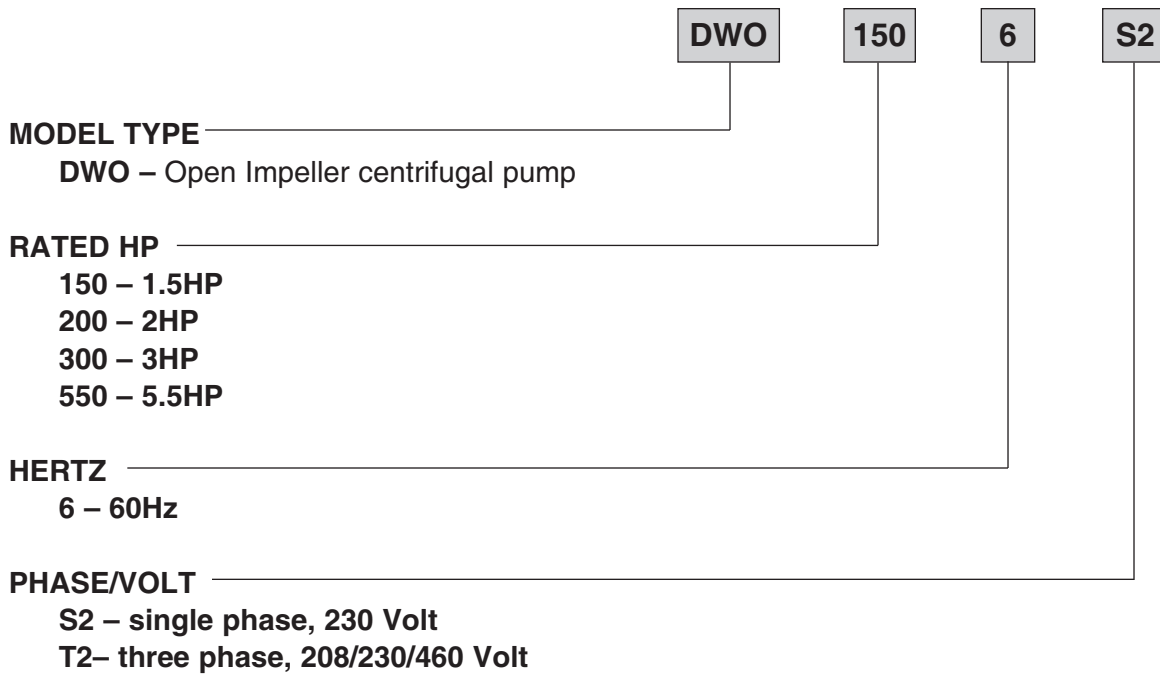 DWO 150 6 S2
MODEL TYPE
DWO – Open Impeller centrifugal pump
RATED HP
150 – 1.5HP
200 – 2HP
300 – 3HP
550 – 5.5HP
HERTZ
6 – 60Hz
PHASE/VOLT
S2 – single phase, 230 Volt
T2– three phase, 208/230/460 Volt